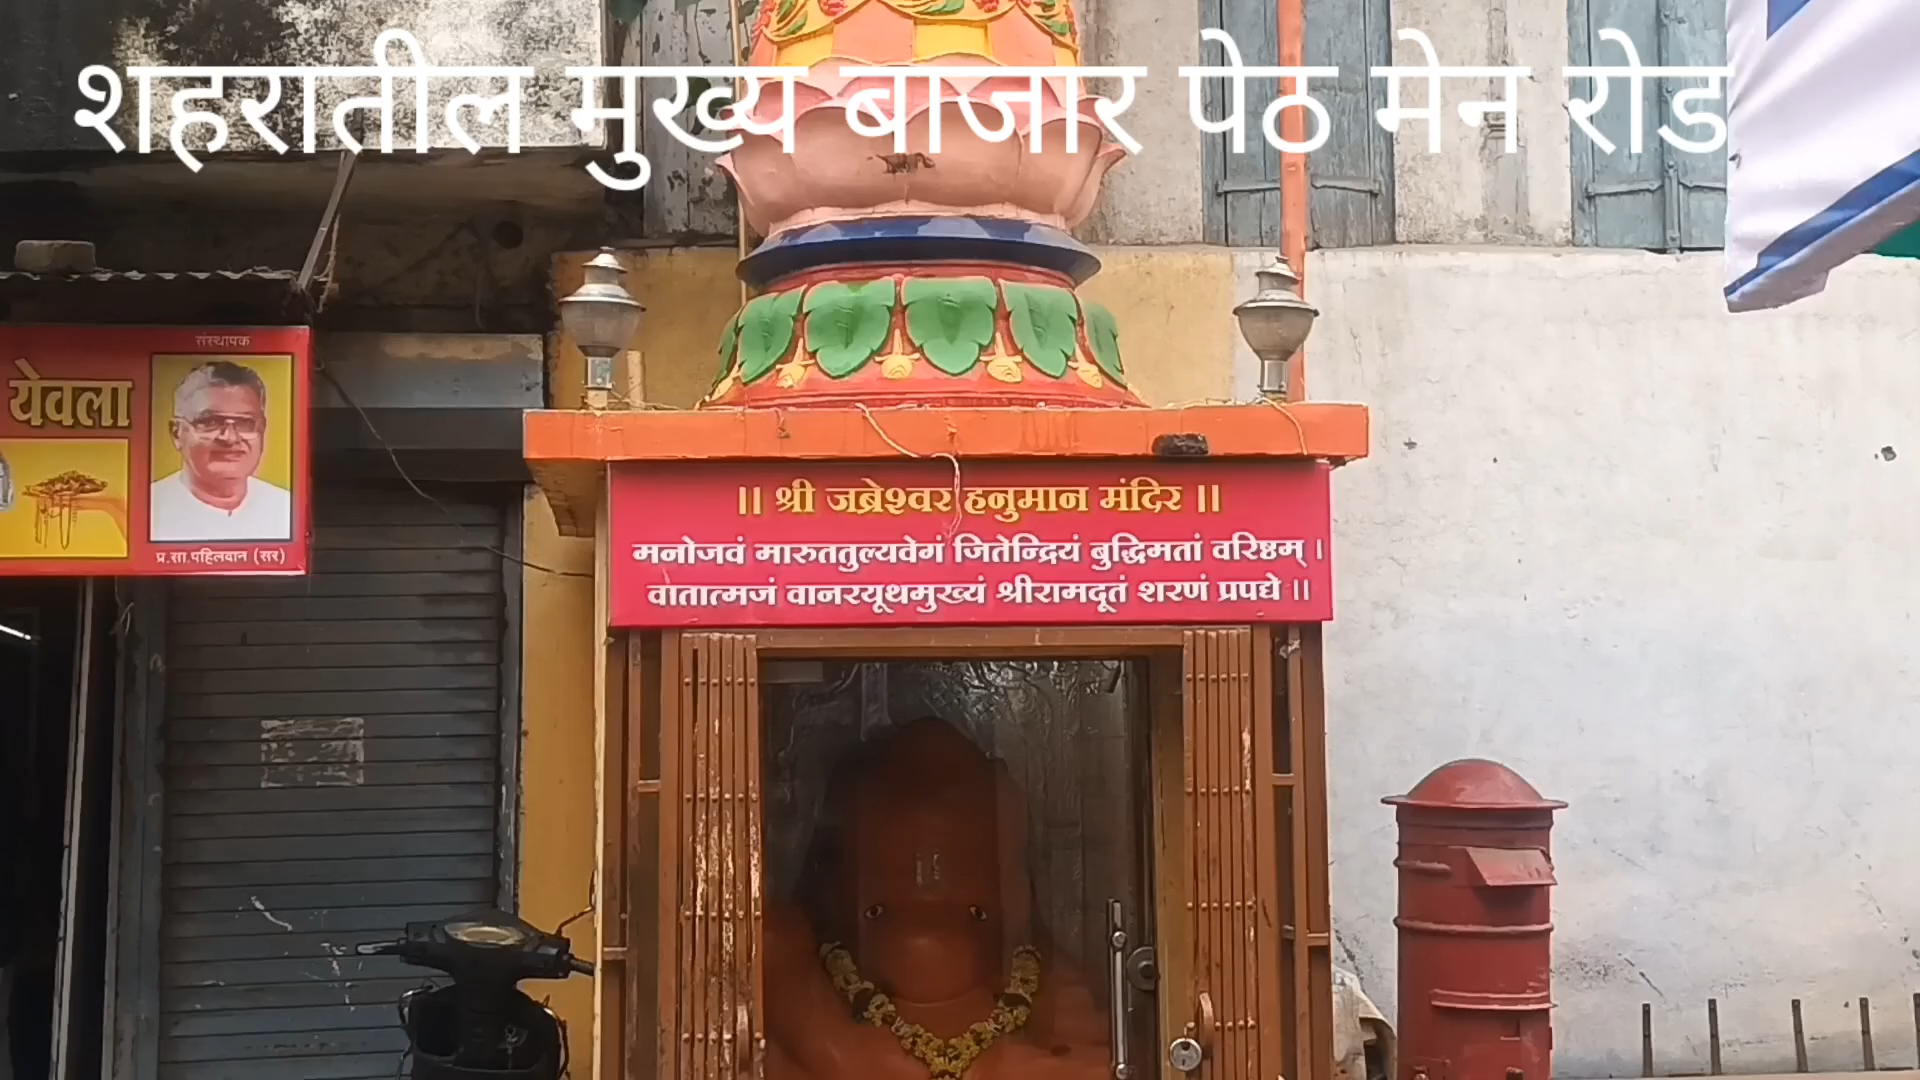 शहरातील मुख्य बाजार पेठ मेन रोड
संस्थापक
येवला
प्र.सा.पहिलवान (सर)
॥ श्री जब्रेश्वर हनुमान मंदिर ॥
मनोजवं मारुततुल्यवेगं जितेन्द्रियं बुद्धिमतां वरिष्ठम् ।
वातात्मजं वानरयूथमुख्यं श्रीरामदूतं शरणं प्रपद्ये ॥